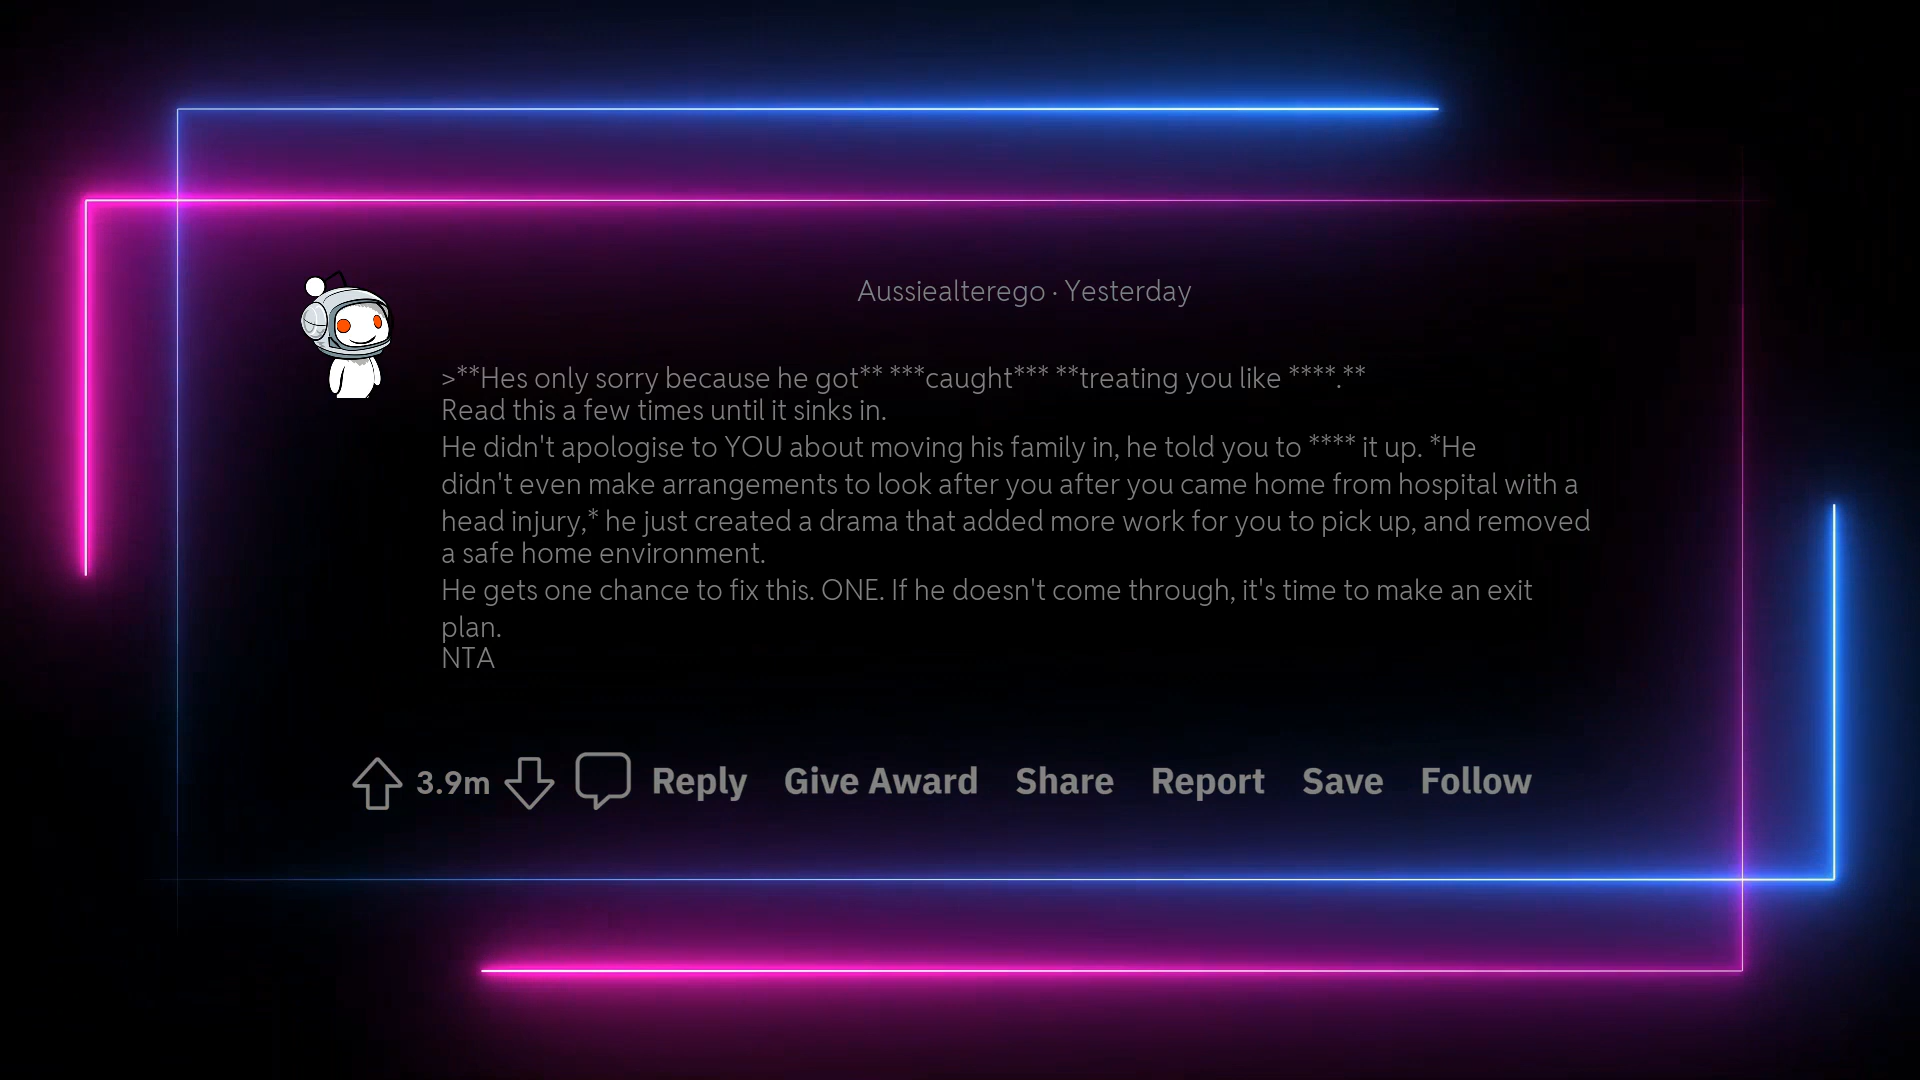 Aussiealterego · Yesterday
>**Hes only sorry because he got** ***caught*** **treating you like ****.**
Read this a few times until it sinks in.
He didn't apologise to YOU about moving his family in, he told you to **** it up. *He
didn't even make arrangements to look after you after you came home from hospital with a
head injury,* he just created a drama that added more work for you to pick up, and removed
a safe home environment.
He gets one chance to fix this. ONE. If he doesn't come through, it's time to make an exit
plan.
NTA
3.9m Reply Give Award Share Report Save Follow